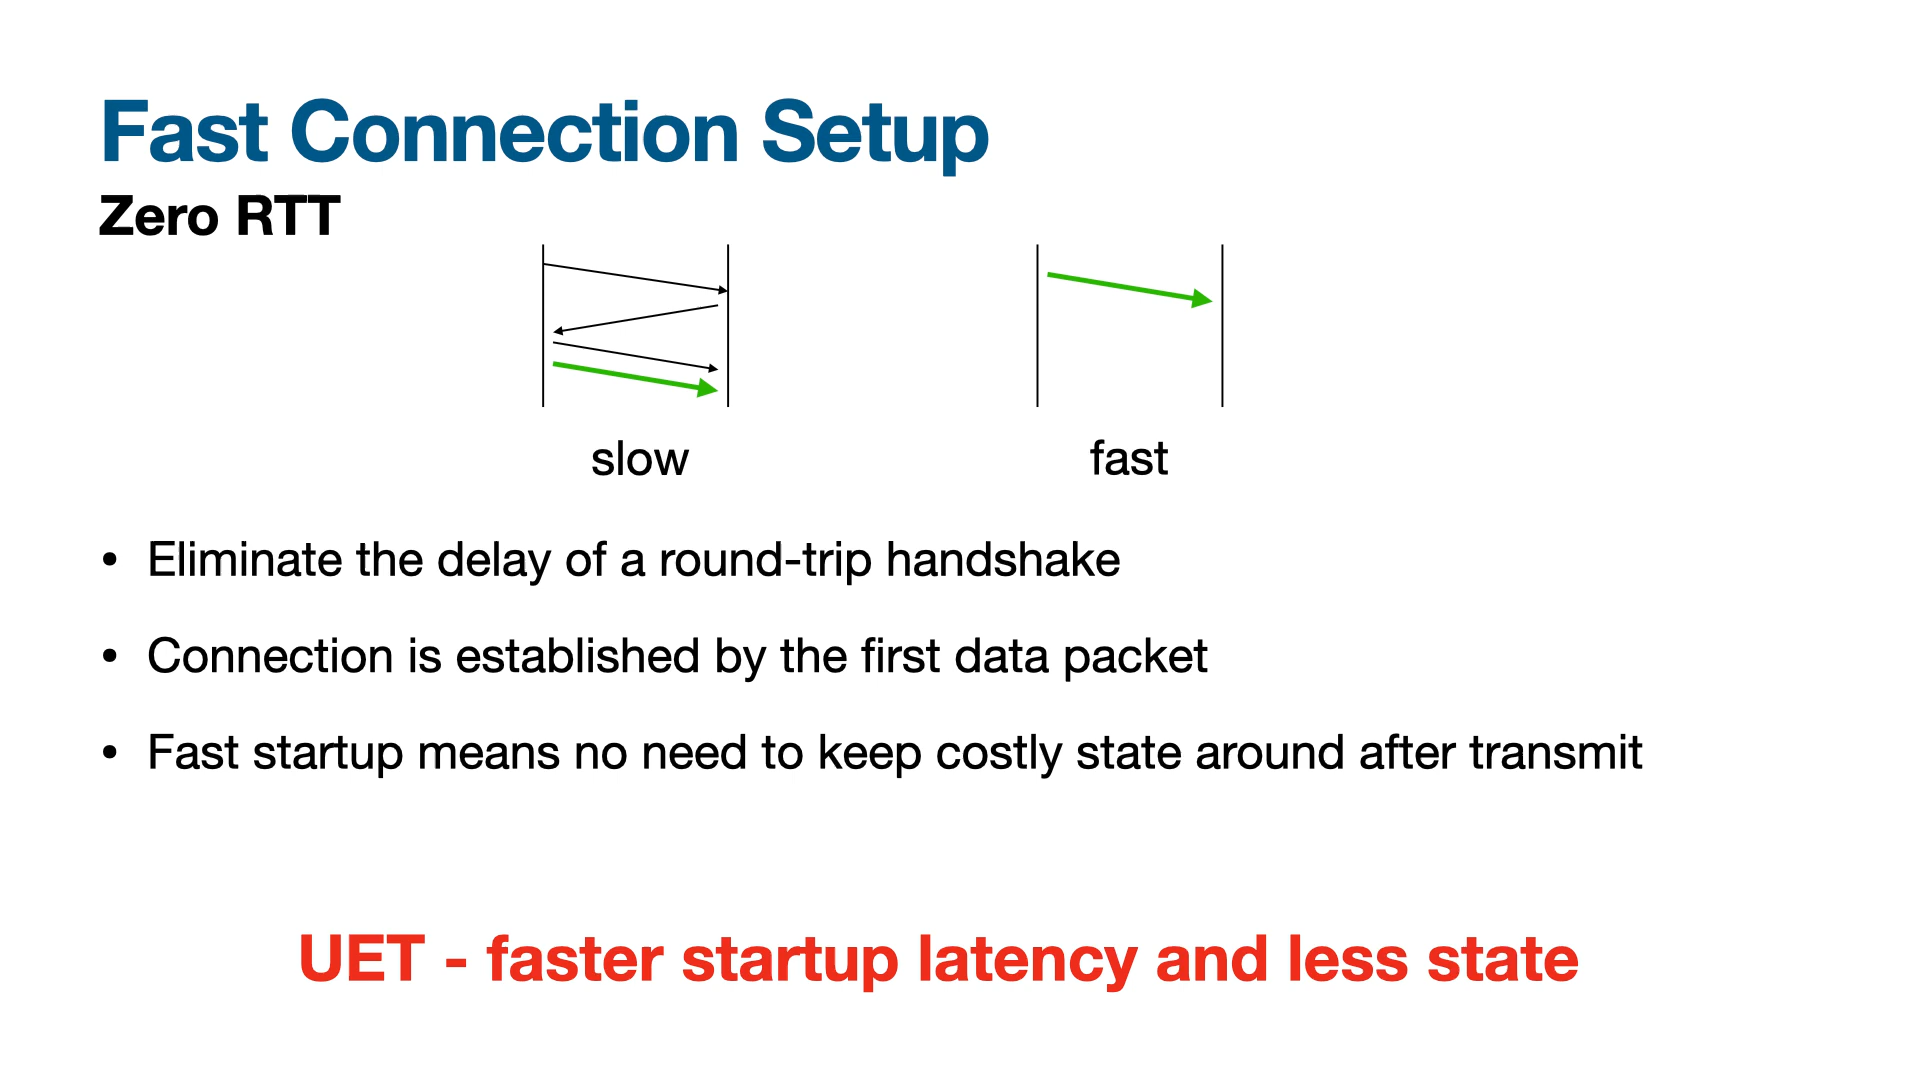 Fast Connection Setup
Zero RTT
slow
fast
• Eliminate the delay of a round-trip handshake
• Connection is established by the first data packet
• Fast startup means no need to keep costly state around after transmit
UET - faster startup latency and less state